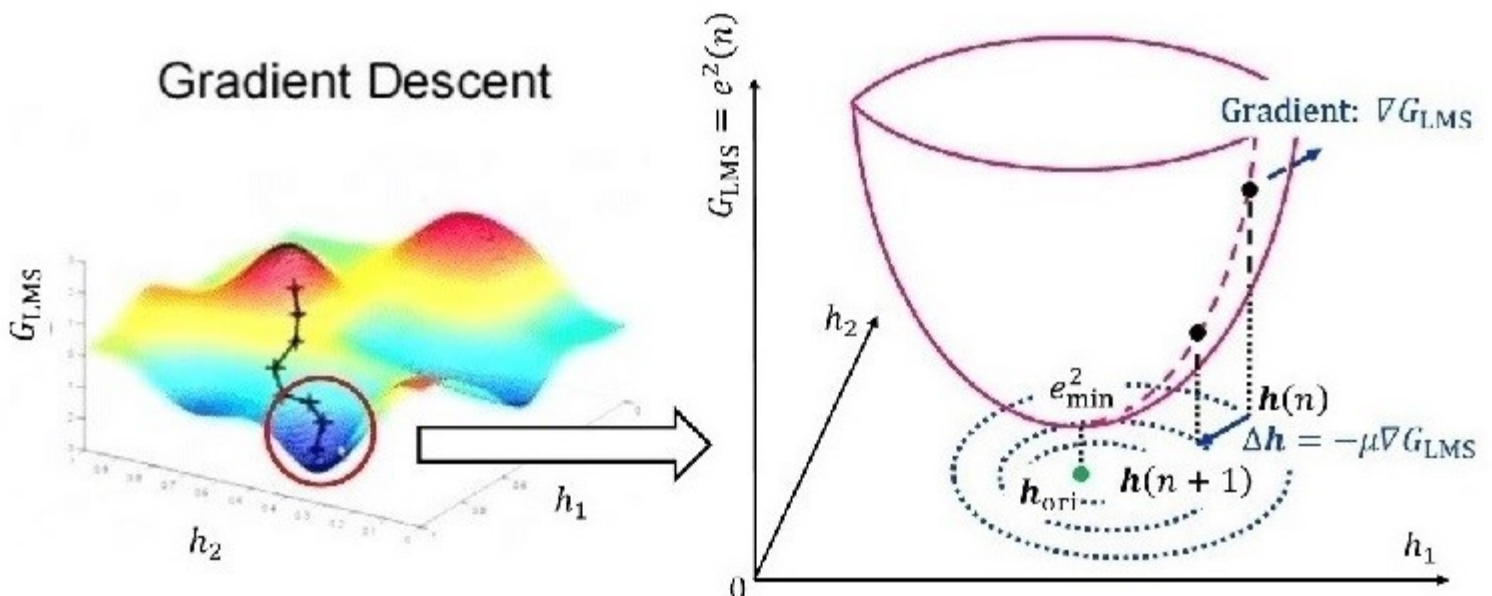 Gradient Descent
G_LMS
h_2
h_1
G_LMS = e^2(n)
Gradient: ∇G_LMS
h_2
e^2_min
h(n)
Δh = −μ∇G_LMS
h_ori
h(n + 1)
h_1
0